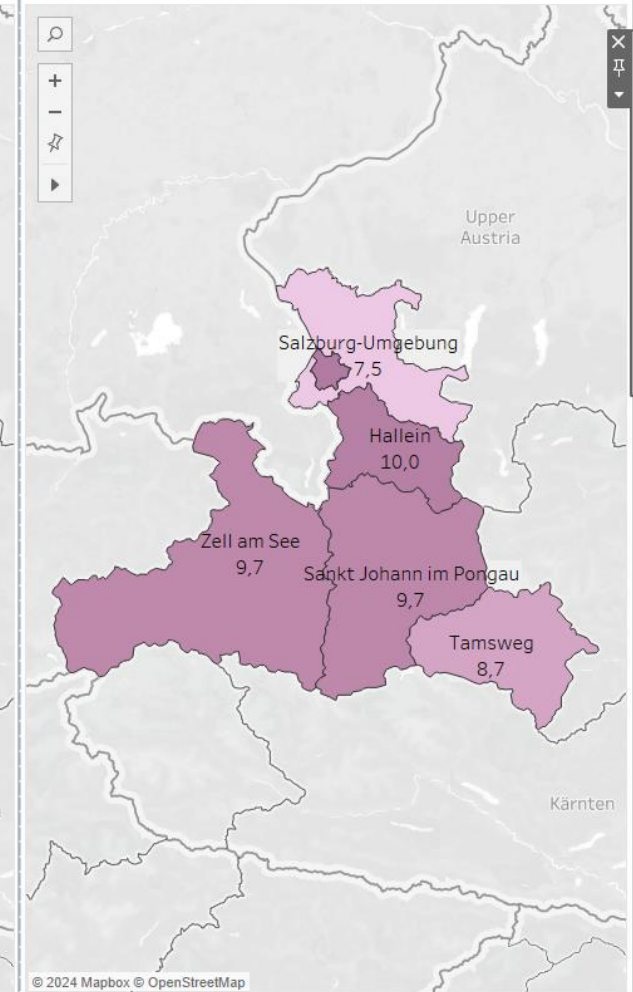 Upper
Austria
Salzburg-Umgebung
7,5
Hallein
10,0
Zell am See
9,7
Sankt Johann im Pongau
9,7
Tamsweg
8,7
Kärnten
© 2024 Mapbox © OpenStreetMap